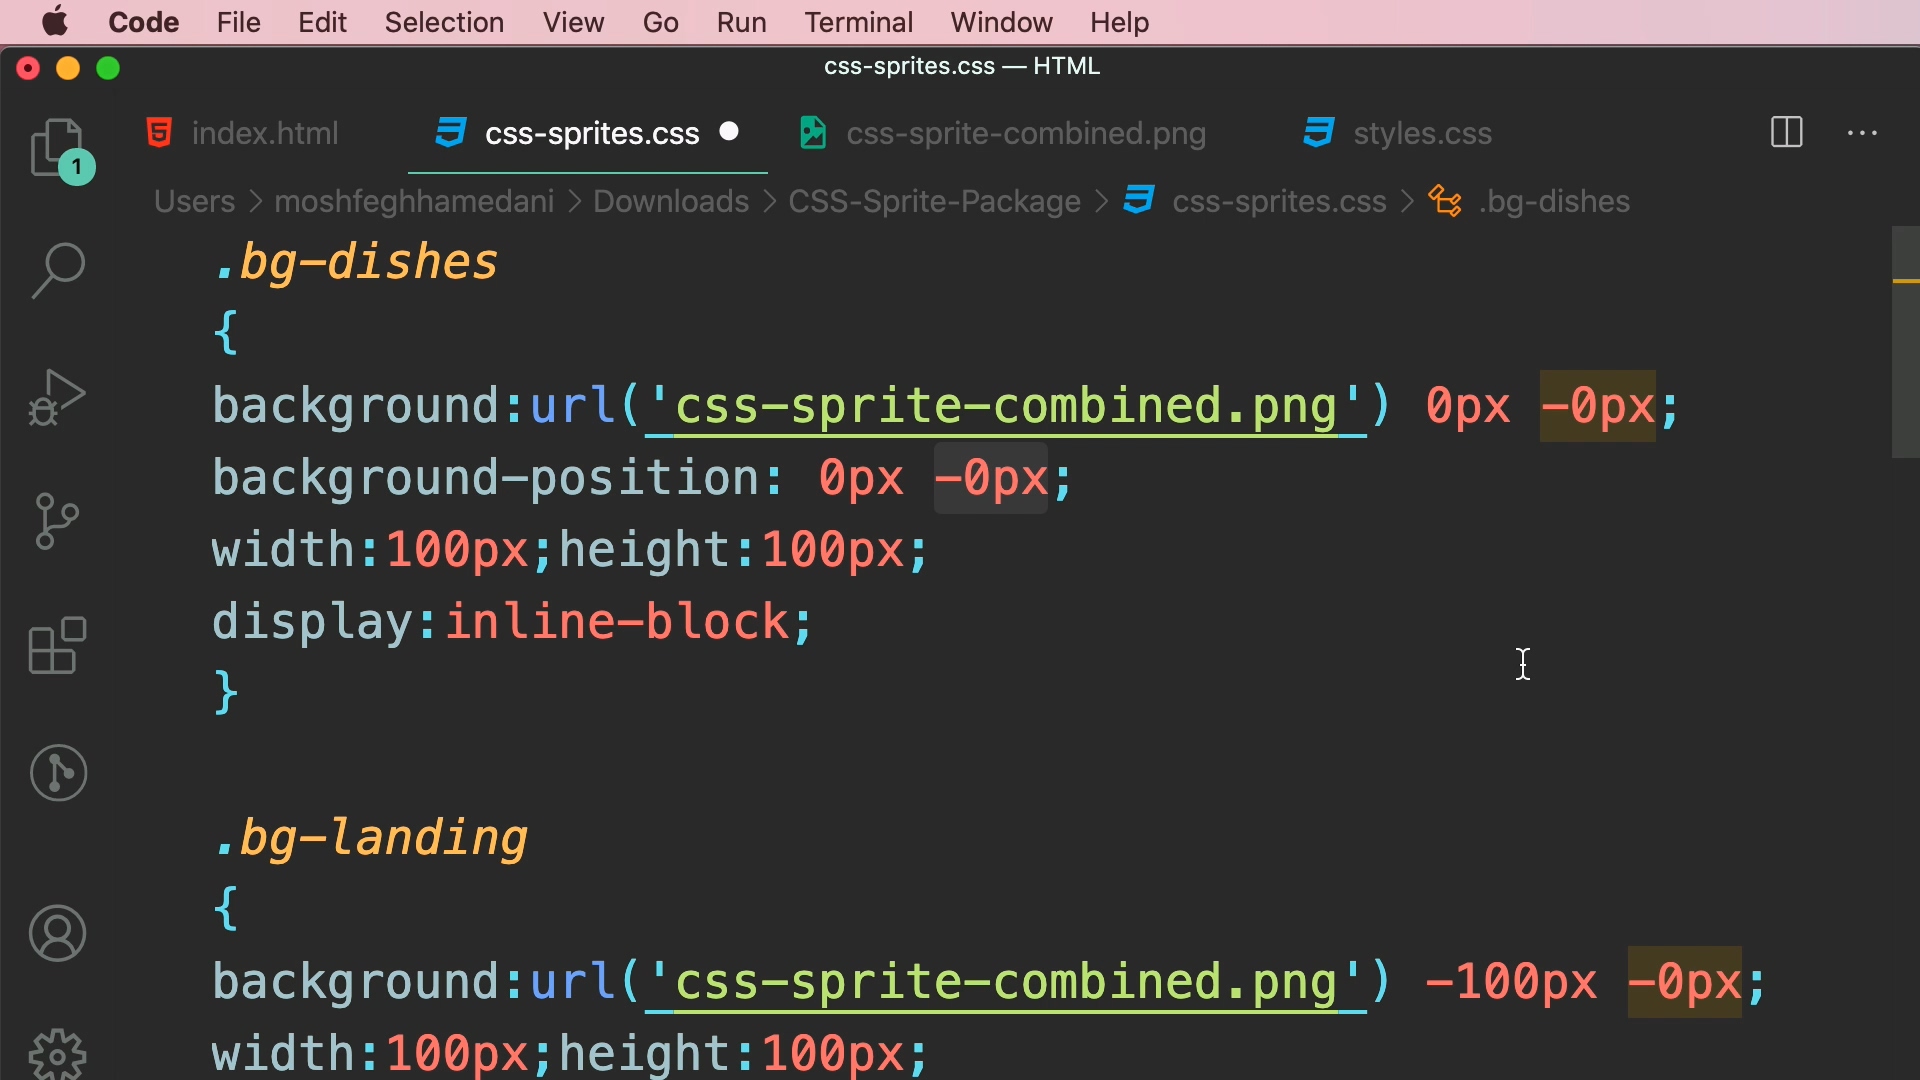 Code File Edit Selection View Go Run Terminal Window Help
css-sprites.css — HTML
index.html css-sprites.css css-sprite-combined.png styles.css
1
Users > moshfeghhamedani > Downloads > CSS-Sprite-Package > css-sprites.css > .bg-dishes
.bg-dishes
{
background:url('css-sprite-combined.png') 0px -0px;
background-position: 0px -0px;
width:100px;height:100px;
display:inline-block;
}
.bg-landing
{
background:url('css-sprite-combined.png') -100px -0px;
width:100px;height:100px;